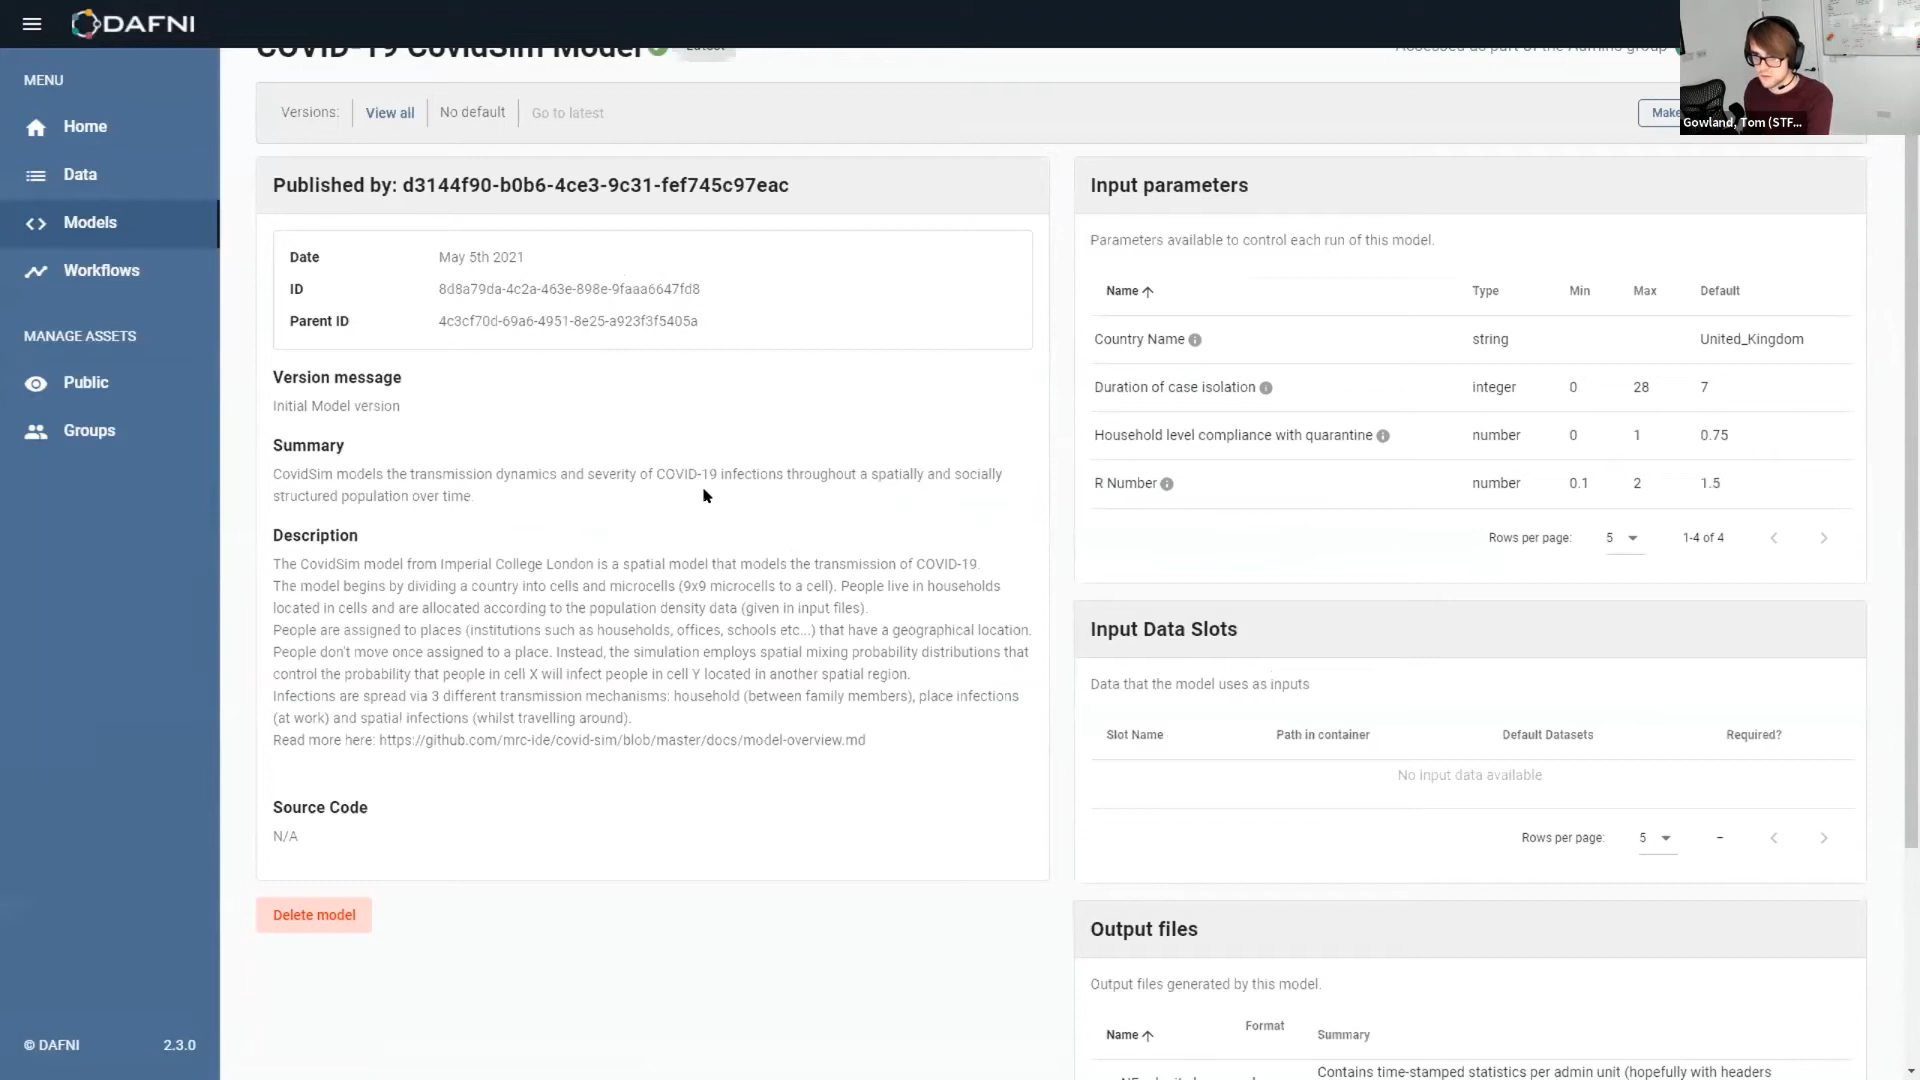 DAFNI
COVID-19 CovidSim Model
Latest
Assessed as part of the Admins group
Gowland, Tom (STF...
MENU
Home
Data
Models
Workflows
MANAGE ASSETS
Public
Groups
© DAFNI 2.3.0
Versions: View all No default Go to latest
Make
Published by: d3144f90-b0b6-4ce3-9c31-fef745c97eac
Date May 5th 2021
ID 8d8a79da-4c2a-463e-898e-9faaa6647fd8
Parent ID 4c3cf70d-69a6-4951-8e25-a923f3f5405a
Version message
Initial Model version
Summary
CovidSim models the transmission dynamics and severity of COVID-19 infections throughout a spatially and socially
structured population over time.
Description
The CovidSim model from Imperial College London is a spatial model that models the transmission of COVID-19.
The model begins by dividing a country into cells and microcells (9x9 microcells to a cell). People live in households
located in cells and are allocated according to the population density data (given in input files).
People are assigned to places (institutions such as households, offices, schools etc...) that have a geographical location.
People don't move once assigned to a place. Instead, the simulation employs spatial mixing probability distributions that
control the probability that people in cell X will infect people in cell Y located in another spatial region.
Infections are spread via 3 different transmission mechanisms: household (between family members), place infections
(at work) and spatial infections (whilst travelling around).
Read more here: https://github.com/mrc-ide/covid-sim/blob/master/docs/model-overview.md
Source Code
N/A
Delete model
Input parameters
Parameters available to control each run of this model.
Name Type Min Max Default
Country Name string United_Kingdom
Duration of case isolation integer 0 28 7
Household level compliance with quarantine number 0 1 0.75
R Number number 0.1 2 1.5
Rows per page: 5 1-4 of 4
Input Data Slots
Data that the model uses as inputs
Slot Name Path in container Default Datasets Required?
No input data available
Rows per page: 5 –
Output files
Output files generated by this model.
Name Format Summary
Contains time-stamped statistics per admin unit (hopefully with headers